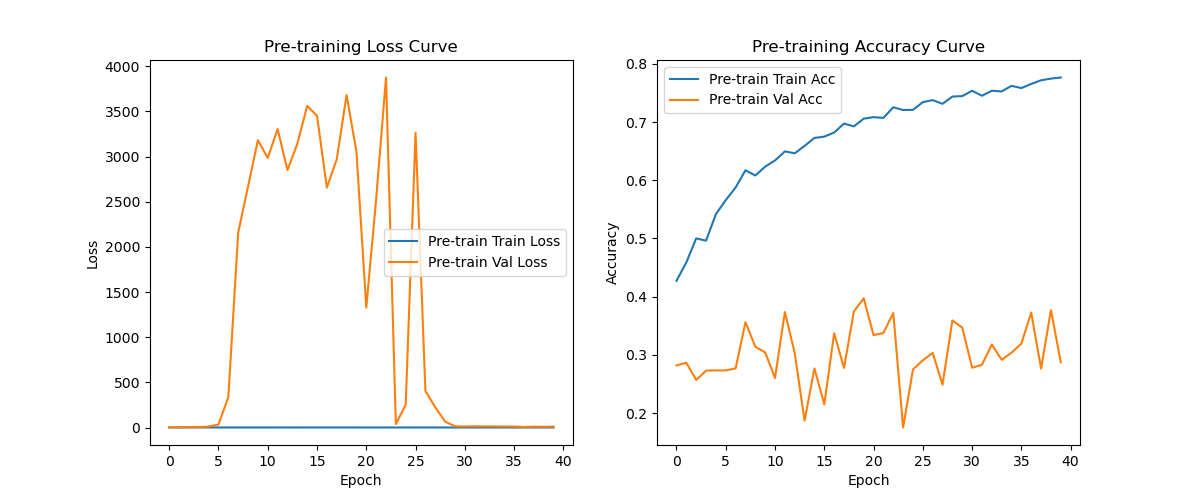 Pre-training Loss Curve
4000
3500
3000
2500
2000
1500
1000
500
0
Loss
0 5 10 15 20 25 30 35 40
Epoch
Pre-train Train Loss
Pre-train Val Loss
Pre-training Accuracy Curve
0.8
0.7
0.6
0.5
0.4
0.3
0.2
Accuracy
0 5 10 15 20 25 30 35 40
Epoch
Pre-train Train Acc
Pre-train Val Acc